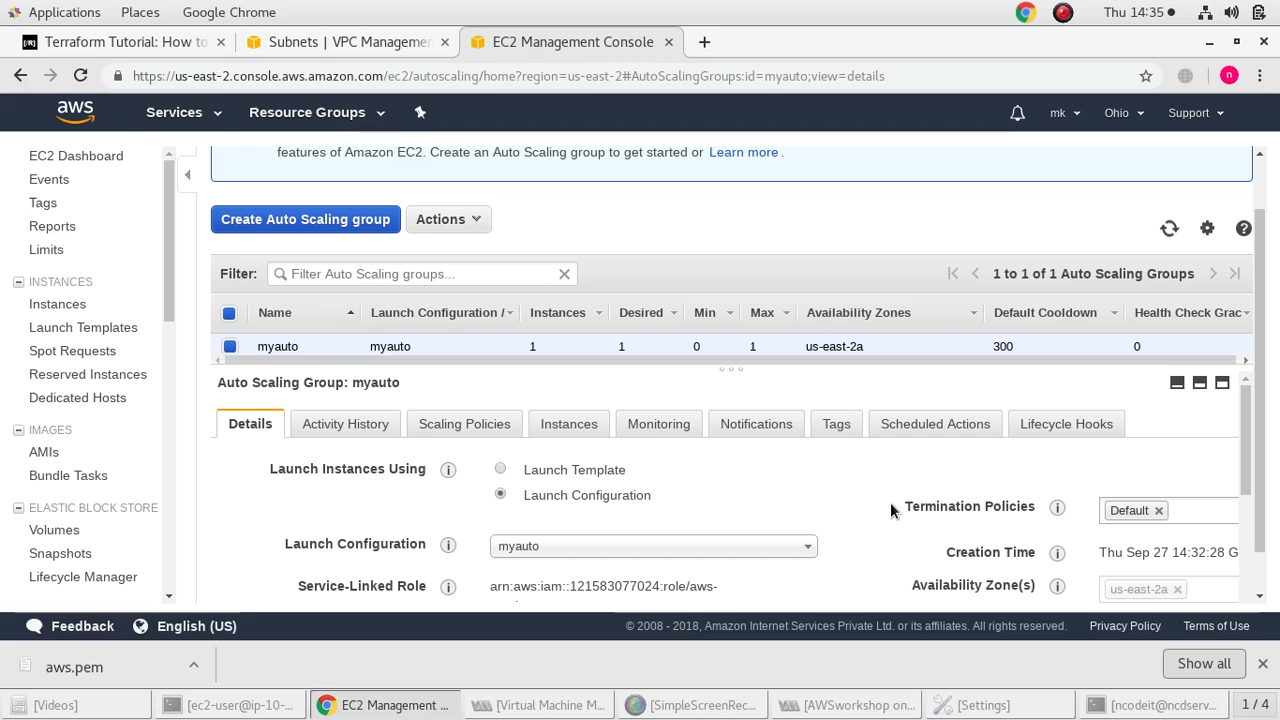 Applications Places Google Chrome Thu 14:35
[R] Terraform Tutorial: How to Subnets | VPC Managemen EC2 Management Console
https://us-east-2.console.aws.amazon.com/ec2/autoscaling/home?region=us-east-2#AutoScalingGroups:id=myauto;view=details n
aws Services Resource Groups mk Ohio Support
EC2 Dashboard
Events
Tags
Reports
Limits
INSTANCES
Instances
Launch Templates
Spot Requests
Reserved Instances
Dedicated Hosts
IMAGES
AMIs
Bundle Tasks
ELASTIC BLOCK STORE
Volumes
Snapshots
Lifecycle Manager
features of Amazon EC2. Create an Auto Scaling group to get started or Learn more .
Create Auto Scaling group Actions
Filter: Filter Auto Scaling groups... 1 to 1 of 1 Auto Scaling Groups
Name Launch Configuration / Instances Desired Min Max Availability Zones Default Cooldown Health Check Grac
myauto myauto 1 1 0 1 us-east-2a 300 0
Auto Scaling Group: myauto
Details Activity History Scaling Policies Instances Monitoring Notifications Tags Scheduled Actions Lifecycle Hooks
Launch Instances Using Launch Template
Launch Configuration
Launch Configuration myauto
Service-Linked Role arn:aws:iam::121583077024:role/aws-
Termination Policies Default
Creation Time Thu Sep 27 14:32:28 G
Availability Zone(s) us-east-2a
Feedback English (US) © 2008 - 2018, Amazon Internet Services Private Ltd. or its affiliates. All rights reserved. Privacy Policy Terms of Use
aws.pem Show all
[Videos] [ec2-user@ip-10-... EC2 Management ... [Virtual Machine M... [SimpleScreenRec... [AWSworkshop on... [Settings] [ncodeit@ncdserv... 1 / 4